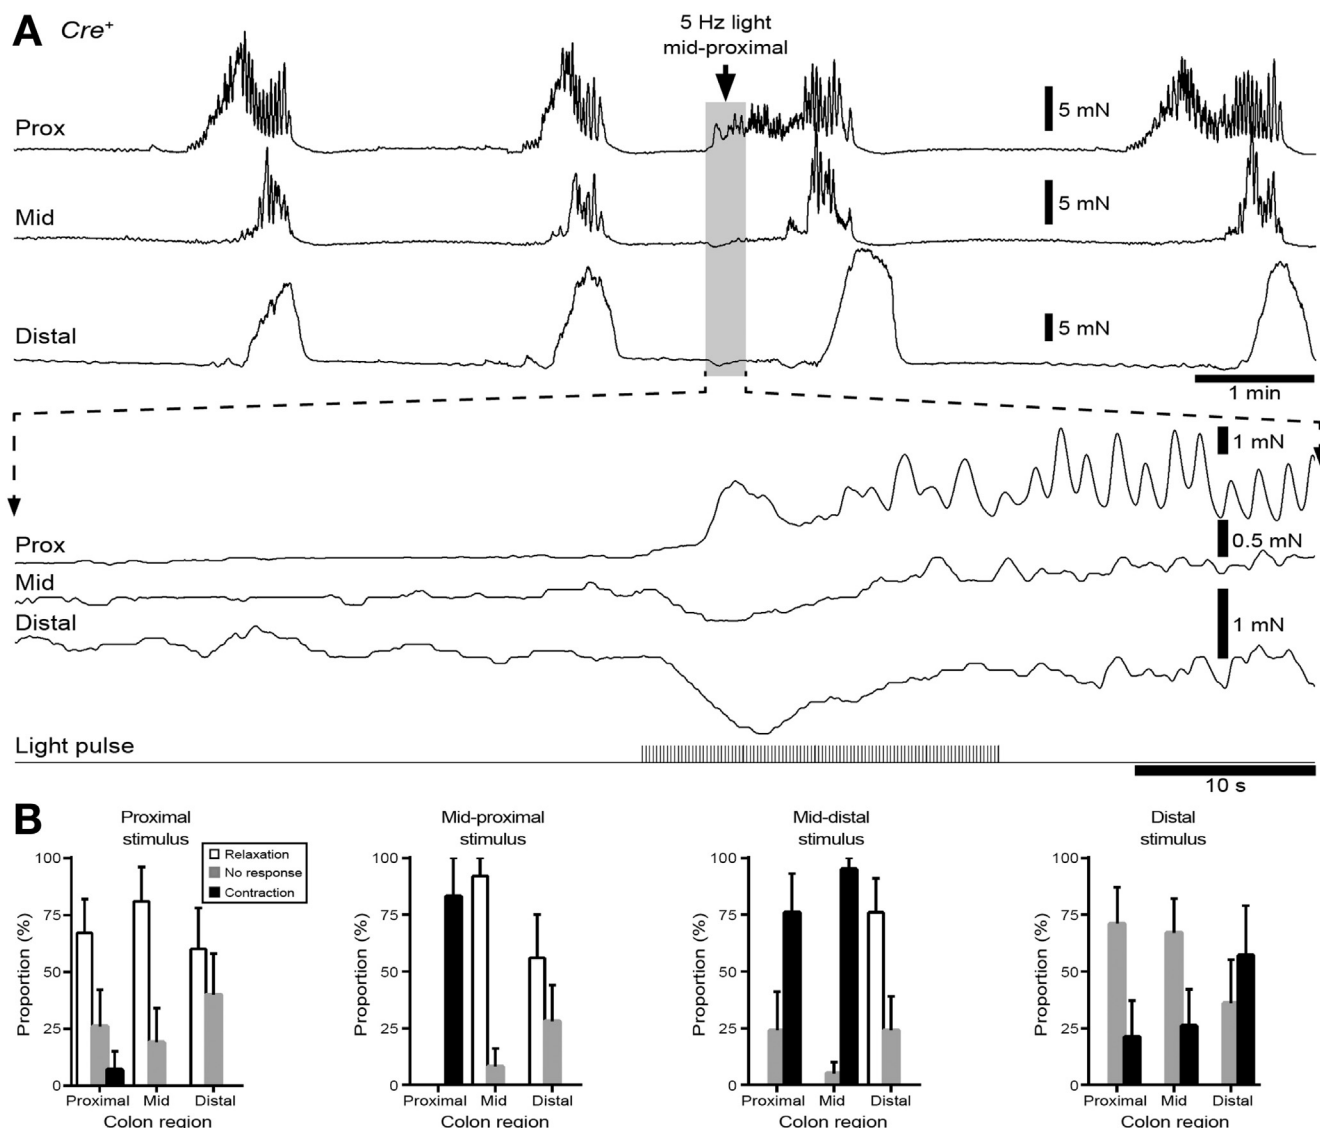 A
Cre+
5 Hz light
mid-proximal
Prox
5 mN
Mid
5 mN
Distal
5 mN
1 min
1 mN
Prox
0.5 mN
Mid
Distal
1 mN
Light pulse
10 s
B
Proximal
stimulus
Relaxation
No response
Contraction
100
75
50
25
0
Proportion (%)
Proximal Mid Distal
Colon region
Mid-proximal
stimulus
100
75
50
25
0
Proportion (%)
Proximal Mid Distal
Colon region
Mid-distal
stimulus
100
75
50
25
0
Proportion (%)
Proximal Mid Distal
Colon region
Distal
stimulus
100
75
50
25
0
Proportion (%)
Proximal Mid Distal
Colon region